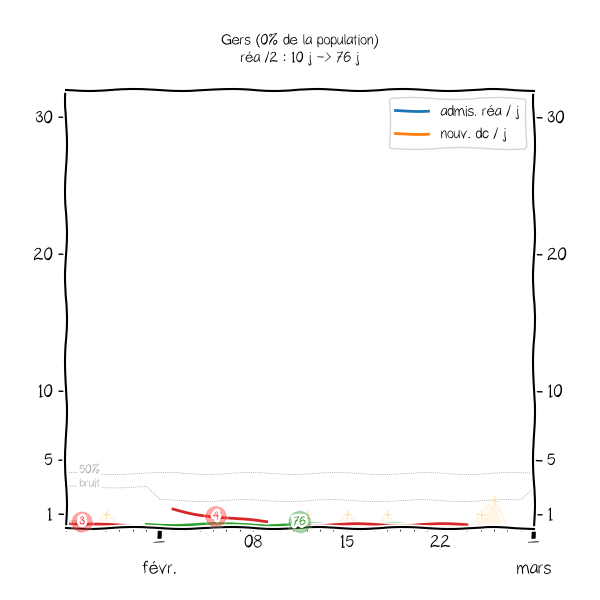 Gers (0% de la population)
réa /2 : 10 j -> 76 j
30
30
admis. réa / j
nouv. dc / j
20
20
10
10
5
5
50%
bruit
1
1
3
4
76
08
15
22
févr.
mars